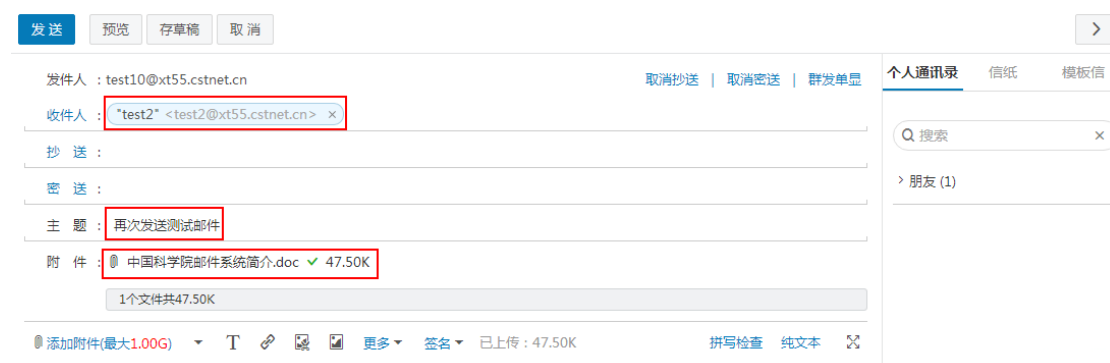 发 送 预览 存草稿 取 消
发件人 : test10@xt55.cstnet.cn 取消抄送 | 取消密送 | 群发单显
个人通讯录 信纸 模板信
收件人 : "test2" <test2@xt55.cstnet.cn> ×
搜索 ×
抄 送 :
密 送 :
> 朋友 (1)
主 题 : 再次发送测试邮件
附 件 : 中国科学院邮件系统简介.doc ✓ 47.50K
1个文件共47.50K
添加附件(最大1.00G) T 更多 签名 已上传:47.50K 拼写检查 纯文本